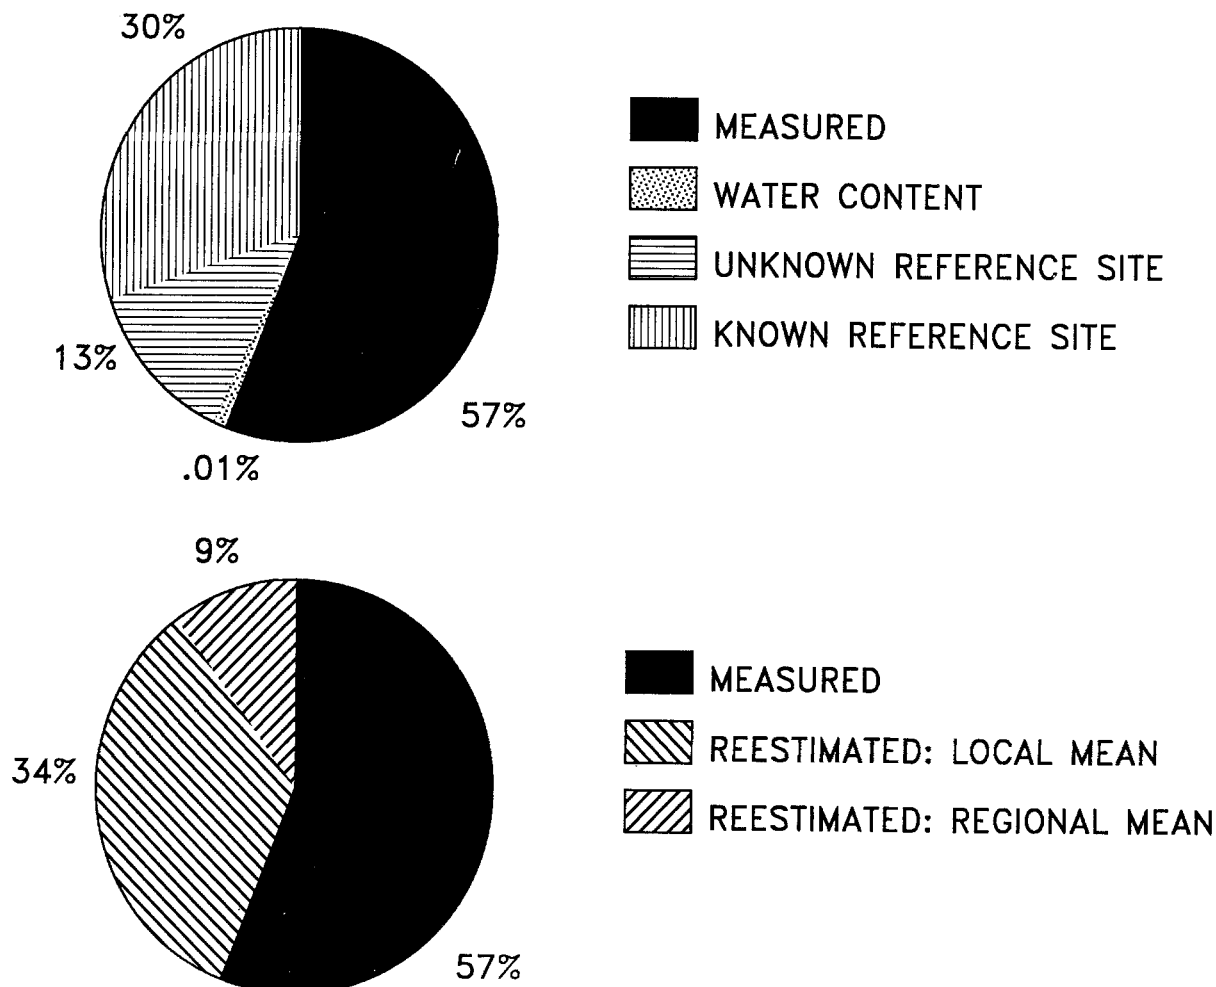 30%
MEASURED
WATER CONTENT
UNKNOWN REFERENCE SITE
KNOWN REFERENCE SITE
13%
57%
.01%
9%
MEASURED
REESTIMATED: LOCAL MEAN
REESTIMATED: REGIONAL MEAN
34%
57%